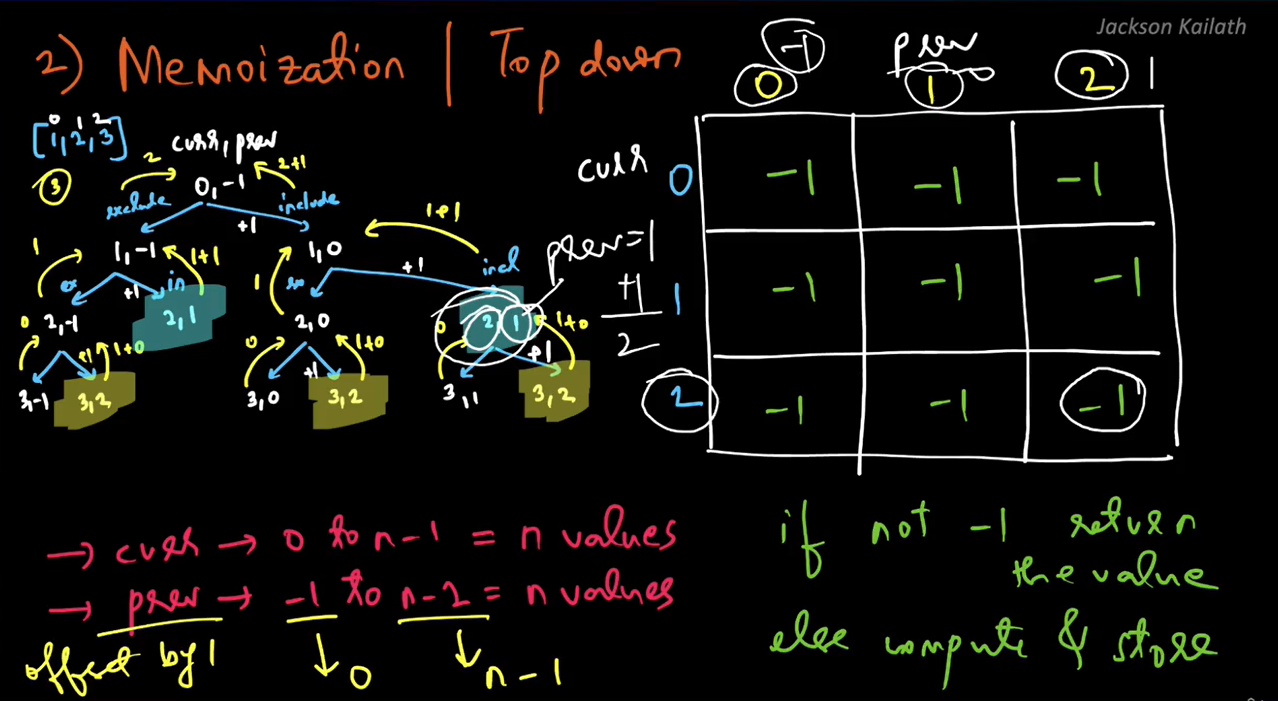 Jackson Kailath
2) Memoization | Top down
0 1 2
[1,2,3]
curr, prev
3
2
0, -1
2+1
exclude
+1
include
1
1, -1
1+1
ex
+1
in
1, 0
1+1
1
ex
+1
incl
prev=1
+1
2
0
2, -1
2, 1
2, 0
0
2
1
1+0
+1
1+0
0
+1
1+0
+1
3, -1
3, 2
3, 0
3, 2
3, 1
3, 2
-1
prev
0
0
1
2
1
curr
0
-1
-1
-1
1
-1
-1
-1
2
-1
-1
-1
→ curr → 0 to n-1 = n values
→ prev → -1 to n-2 = n values
offset by 1
↓ 0
↓ n-1
if not -1 return
the value
else compute & store